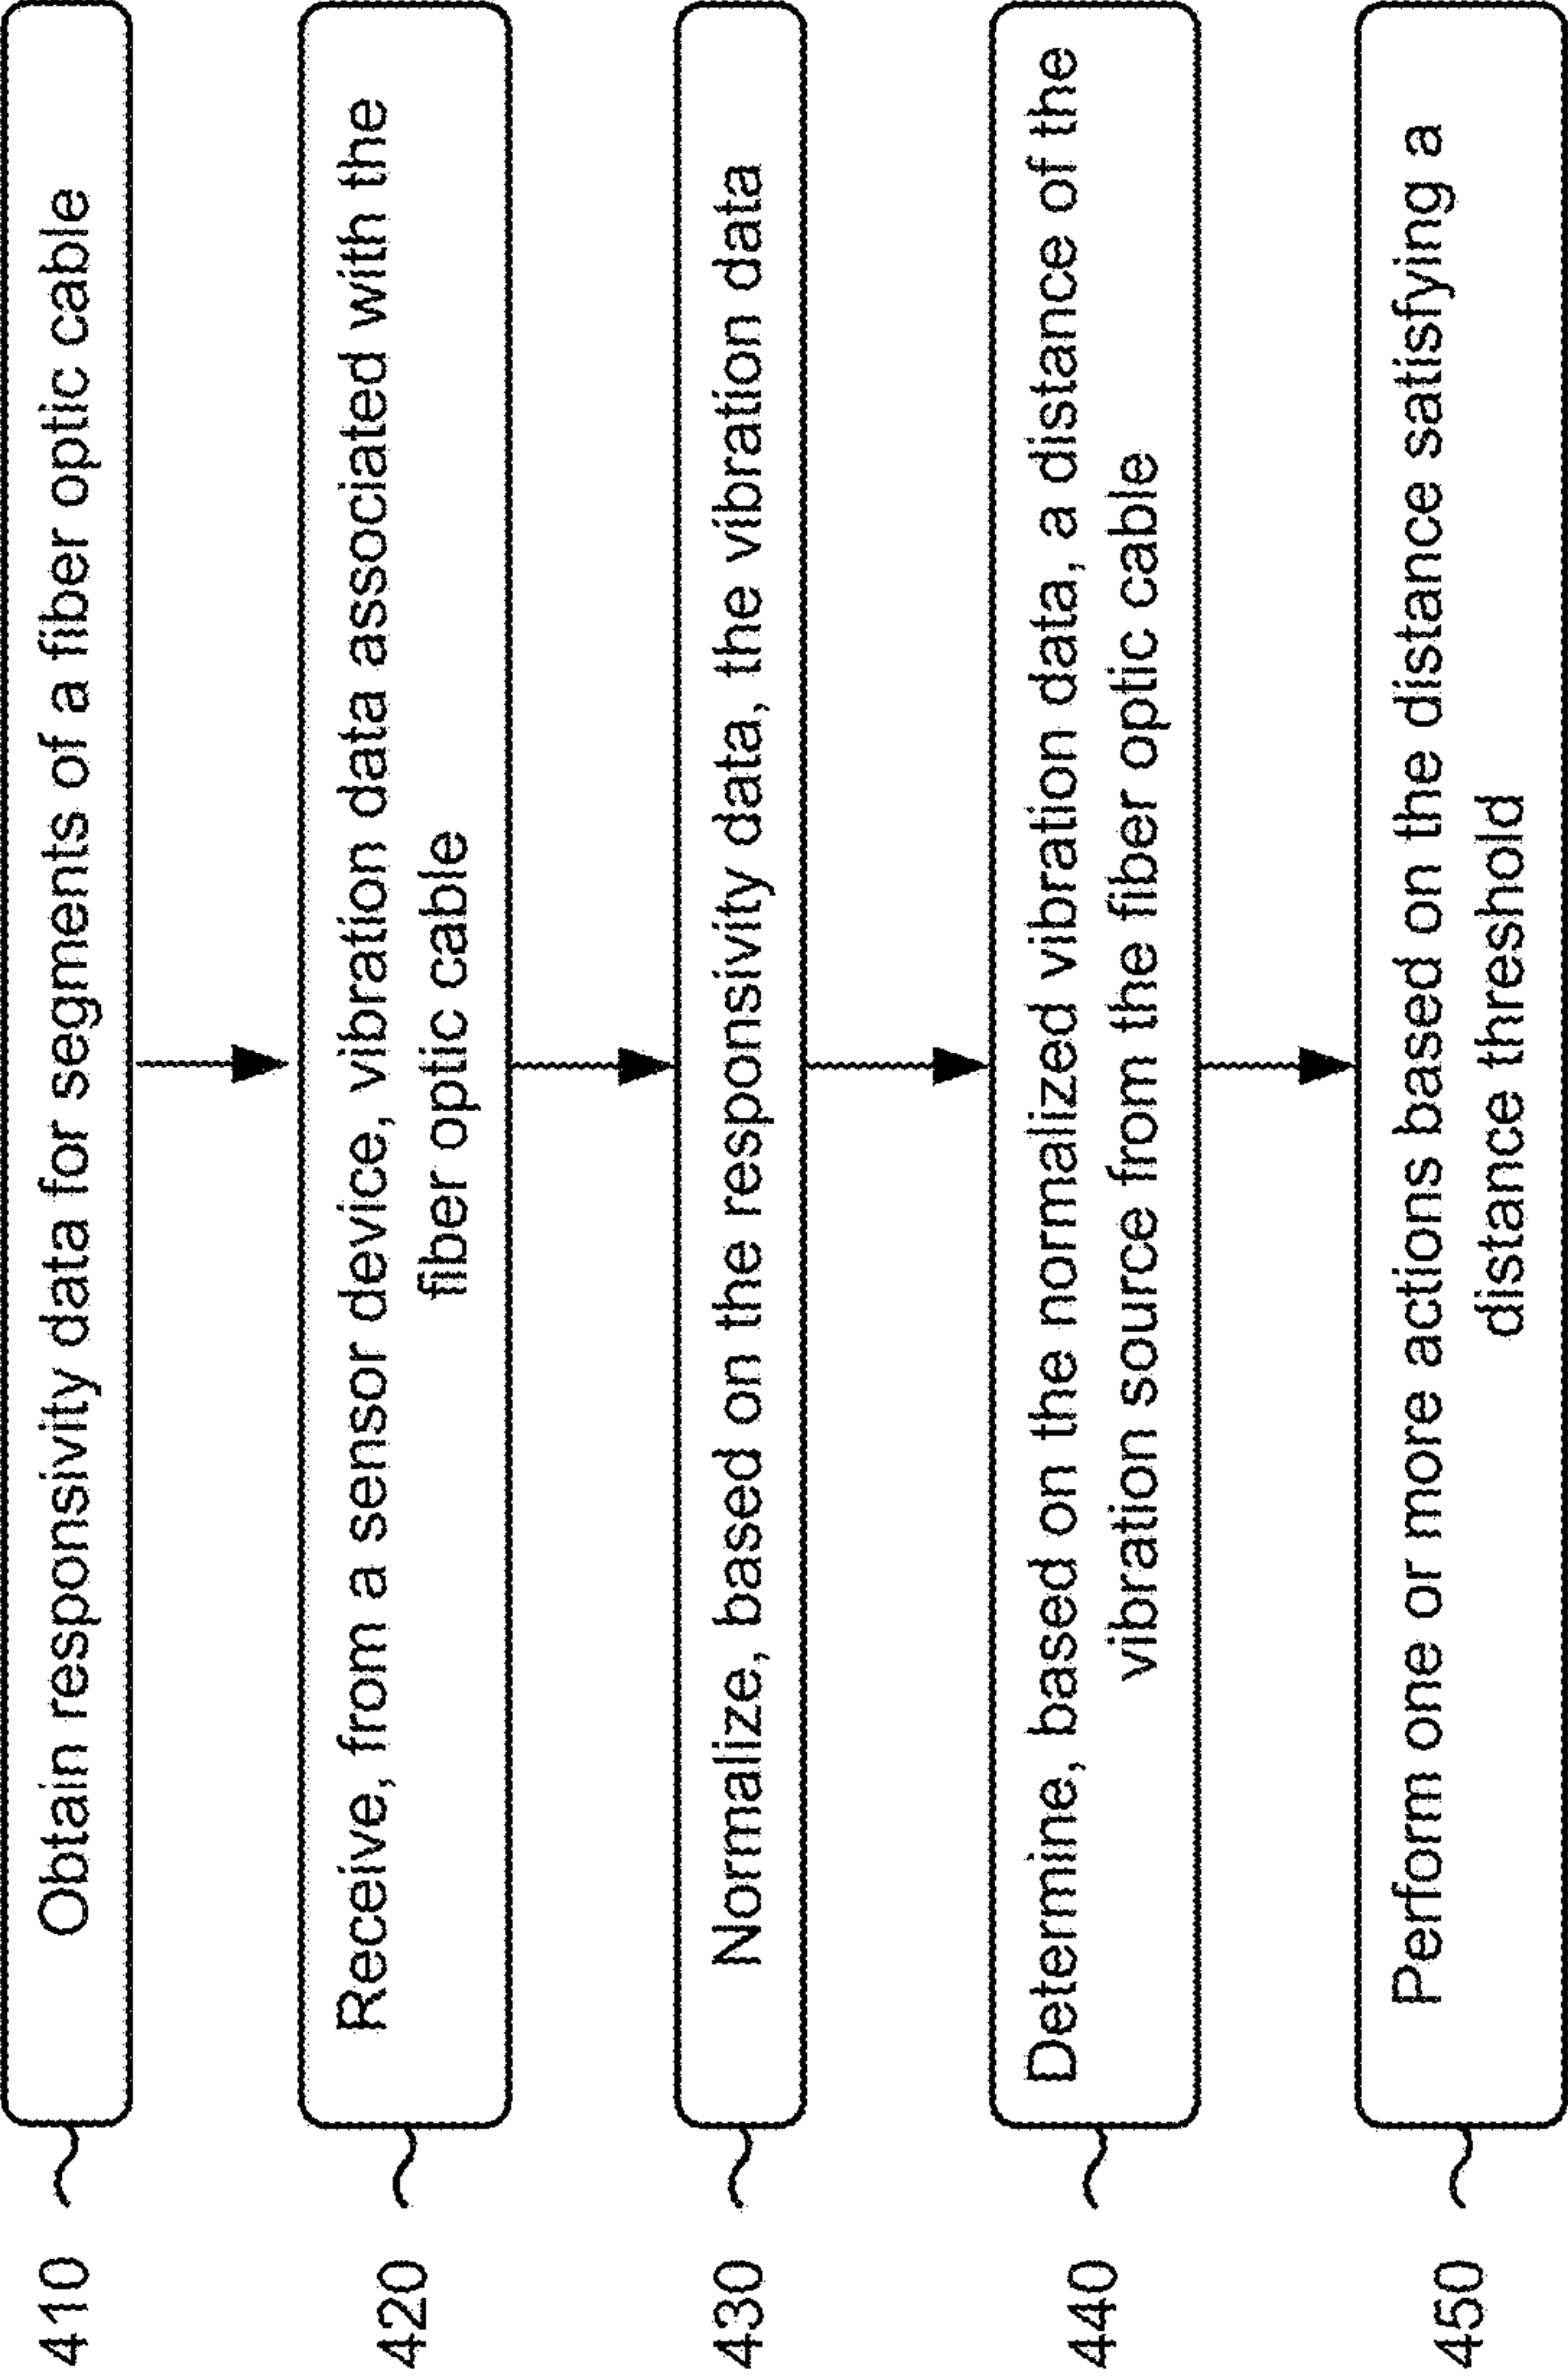 410
Obtain responsivity data for segments of a fiber optic cable
420
Receive, from a sensor device, vibration data associated with the
fiber optic cable
430
Normalize, based on the responsivity data, the vibration data
440
Determine, based on the normalized vibration data, a distance of the
vibration source from the fiber optic cable
450
Perform one or more actions based on the distance satisfying a
distance threshold